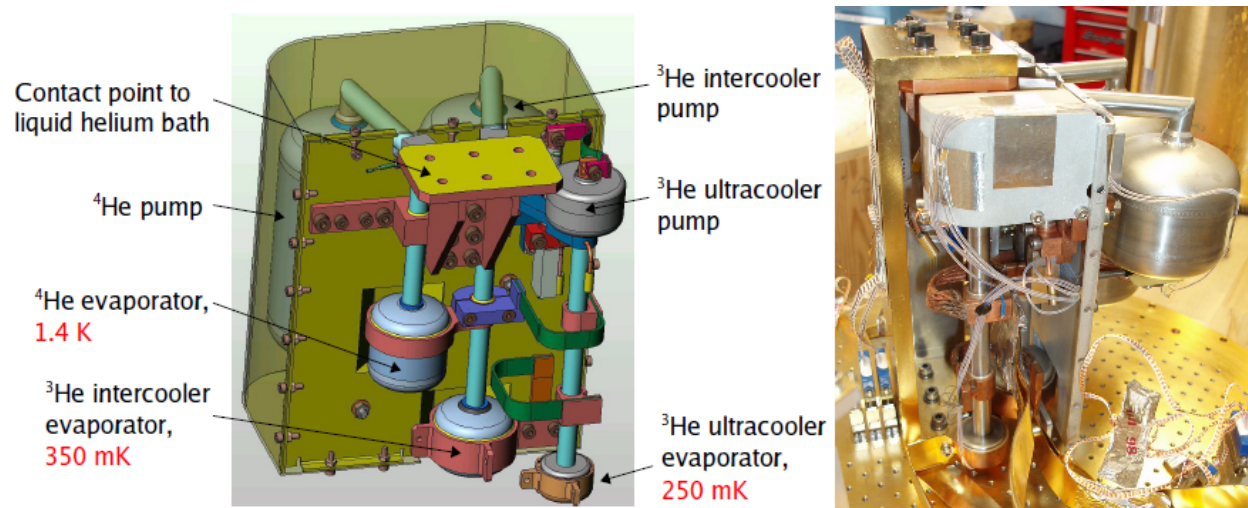 Contact point to
liquid helium bath
⁴He pump
⁴He evaporator,
1.4 K
³He intercooler
evaporator,
350 mK
³He intercooler
pump
³He ultracooler
pump
³He ultracooler
evaporator,
250 mK